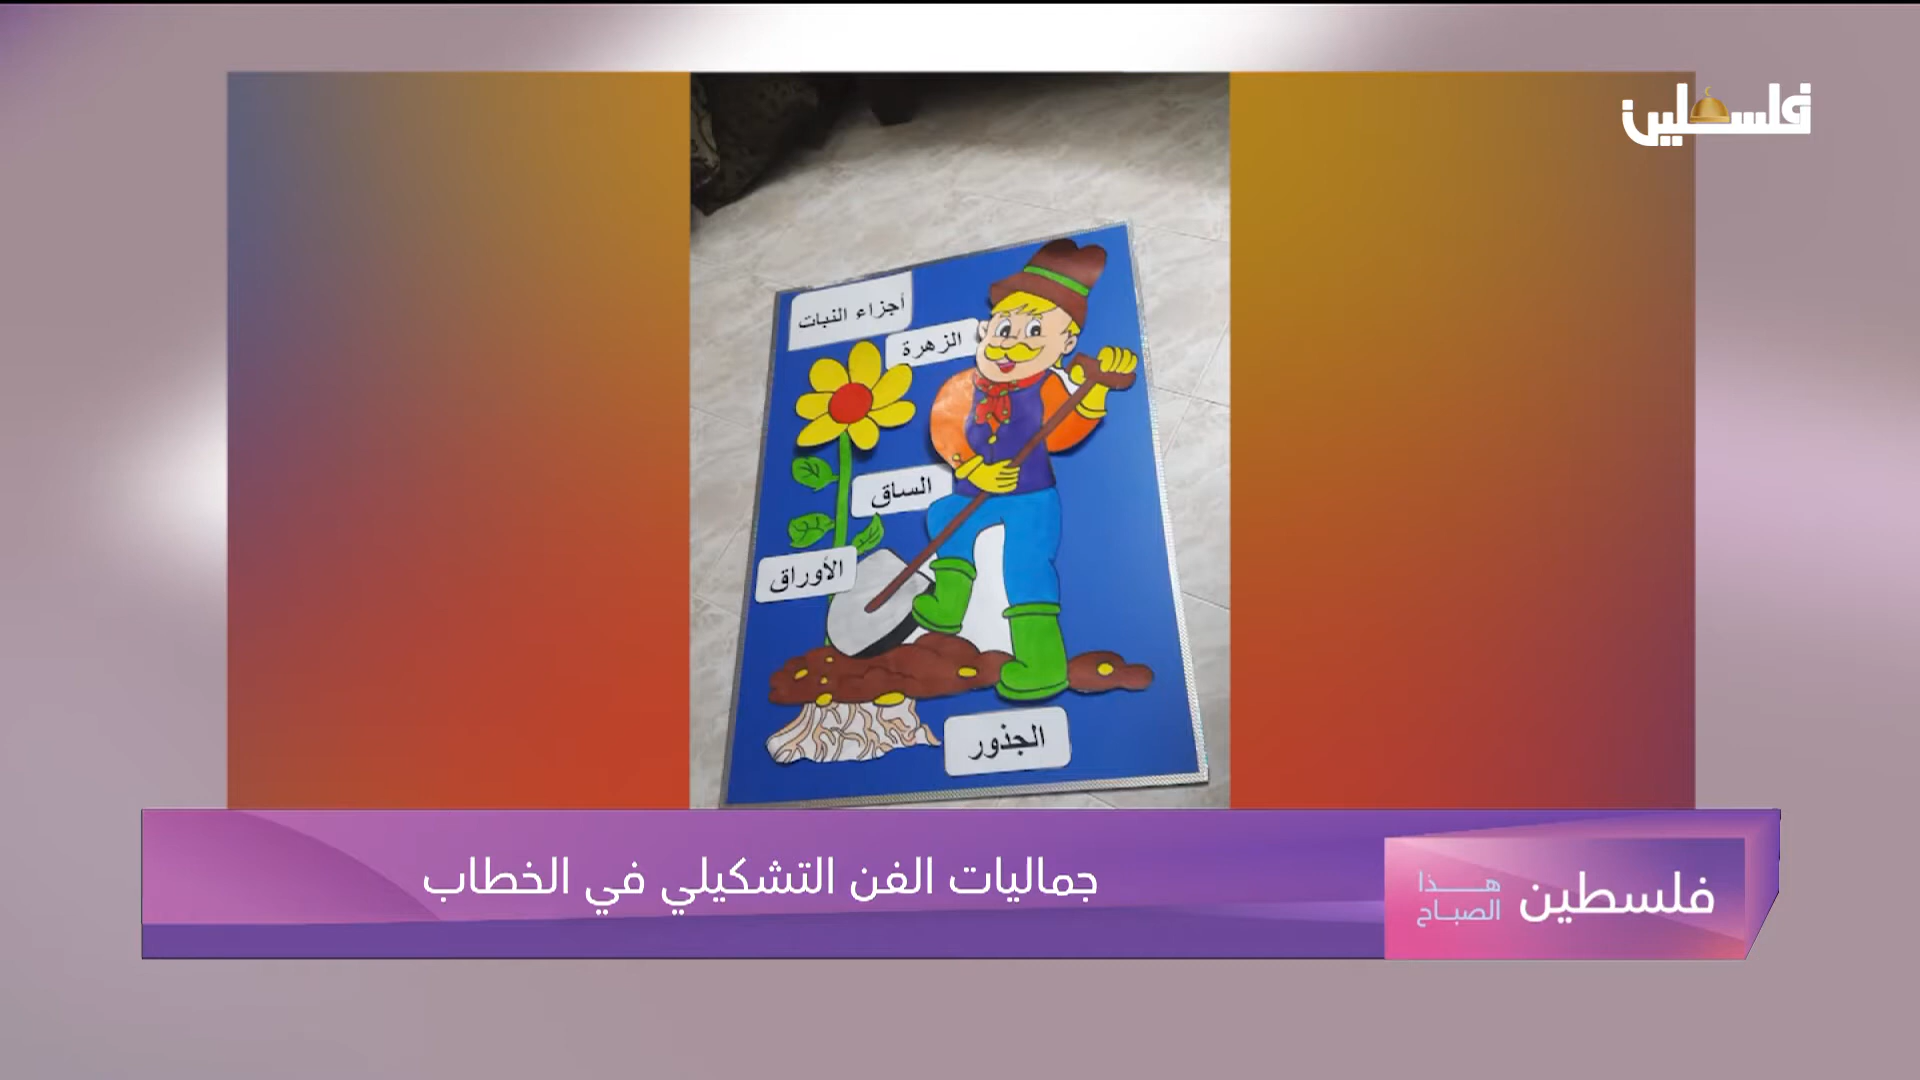 فلسطين
أجزاء النبات
الزهرة
الساق
الأوراق
الجذور
جماليات الفن التشكيلي في الخطاب
فلسطين
هذا
الصباح